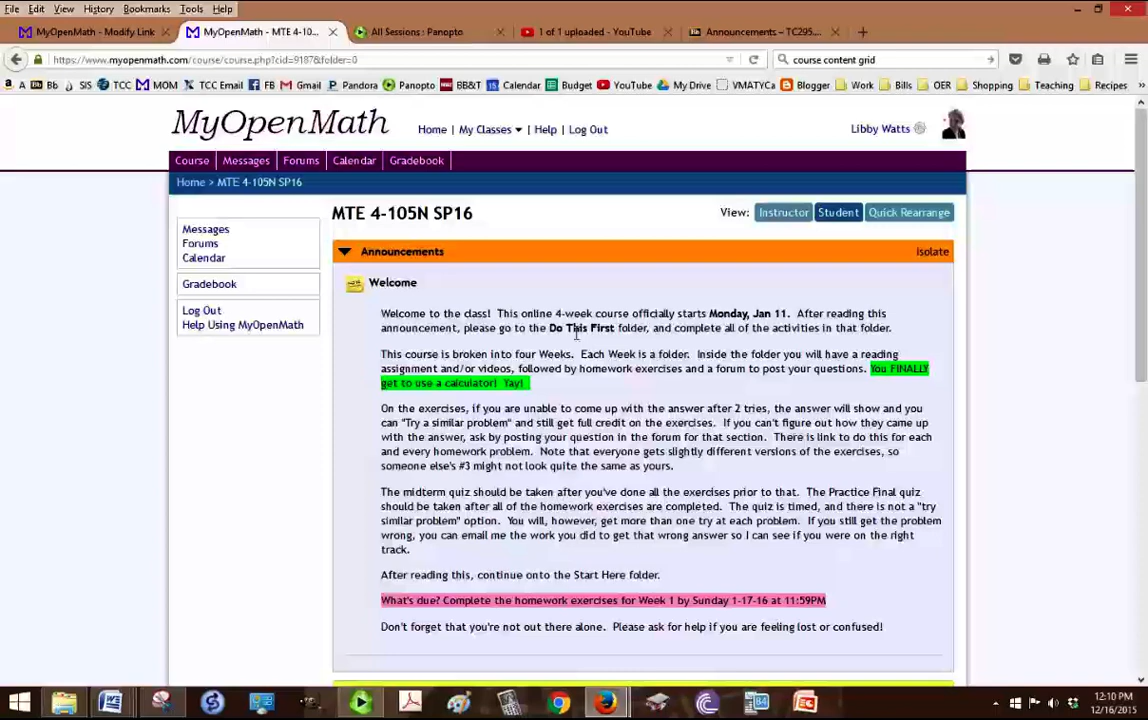 File Edit View History Bookmarks Tools Help
MyOpenMath - Modify Link
MyOpenMath - MTE 4-10...
All Sessions : Panopto
1 of 1 uploaded - YouTube
Announcements – TC295...
https://www.myopenmath.com/course/course.php?cid=9187&folder=0
course content grid
A Bb SIS TCC MOM TCC Email FB Gmail Pandora Panopto BB&T Calendar Budget YouTube My Drive VMATYCa Blogger Work Bills OER Shopping Teaching Recipes
MyOpenMath
Home My Classes Help Log Out
Libby Watts
Course Messages Forums Calendar Gradebook
Home > MTE 4-105N SP16
Messages
Forums
Calendar
Gradebook
Log Out
Help Using MyOpenMath
MTE 4-105N SP16
View: Instructor Student Quick Rearrange
Announcements
Isolate
Welcome
Welcome to the class! This online 4-week course officially starts Monday, Jan 11. After reading this
announcement, please go to the Do This First folder, and complete all of the activities in that folder.
This course is broken into four Weeks. Each Week is a folder. Inside the folder you will have a reading
assignment and/or videos, followed by homework exercises and a forum to post your questions. You FINALLY
get to use a calculator! Yay!
On the exercises, if you are unable to come up with the answer after 2 tries, the answer will show and you
can "Try a similar problem" and still get full credit on the exercises. If you can't figure out how they came up
with the answer, ask by posting your question in the forum for that section. There is link to do this for each
and every homework problem. Note that everyone gets slightly different versions of the exercises, so
someone else's #3 might not look quite the same as yours.
The midterm quiz should be taken after you've done all the exercises prior to that. The Practice Final quiz
should be taken after all of the homework exercises are completed. The quiz is timed, and there is not a "try
similar problem" option. You will, however, get more than one try at each problem. If you still get the problem
wrong, you can email me the work you did to get that wrong answer so I can see if you were on the right
track.
After reading this, continue onto the Start Here folder.
What's due? Complete the homework exercises for Week 1 by Sunday 1-17-16 at 11:59PM
Don't forget that you're not out there alone. Please ask for help if you are feeling lost or confused!
12:10 PM
12/16/2015